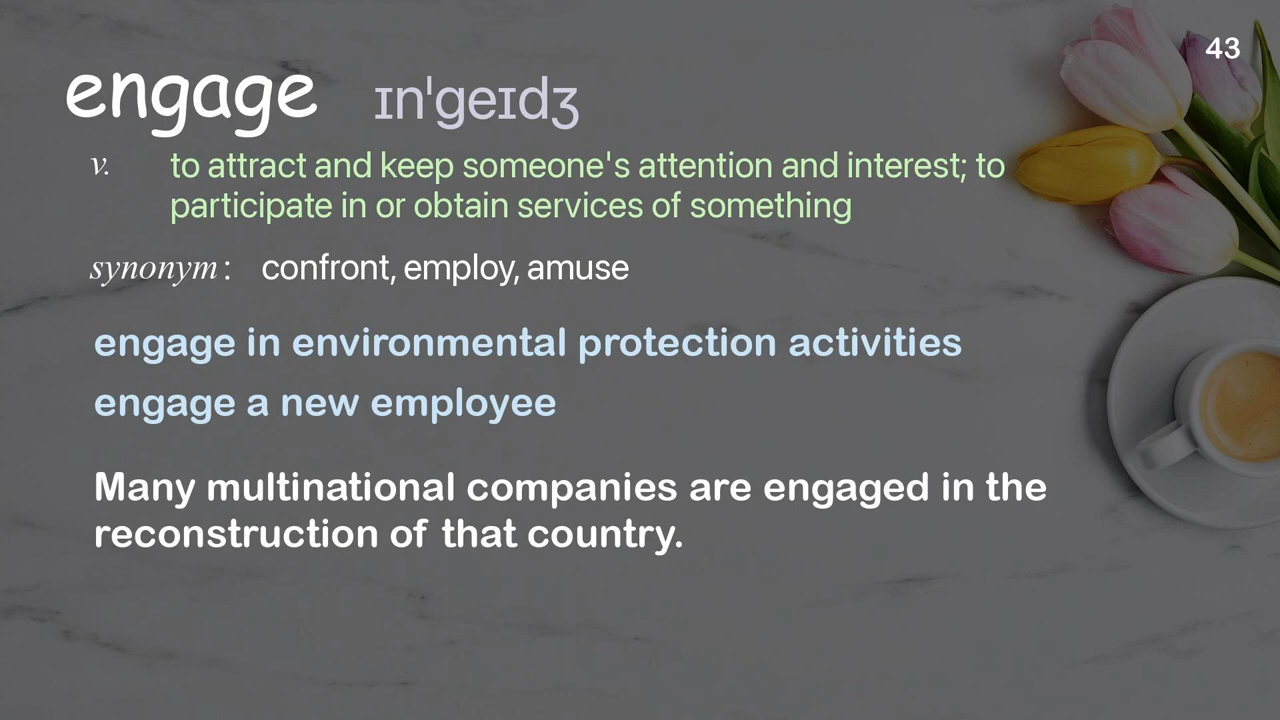 43
engage ɪnˈgeɪdʒ
v. to attract and keep someone's attention and interest; to
participate in or obtain services of something
synonym : confront, employ, amuse
engage in environmental protection activities
engage a new employee
Many multinational companies are engaged in the
reconstruction of that country.